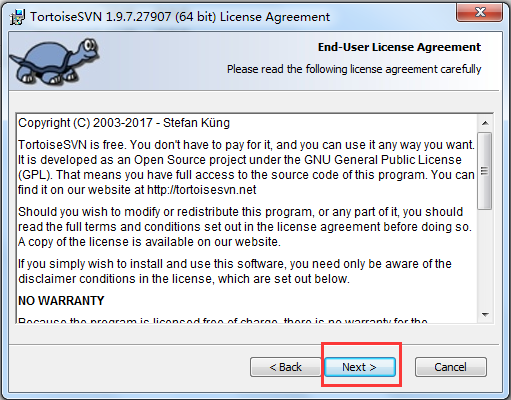 TortoiseSVN 1.9.7.27907 (64 bit) License Agreement
End-User License Agreement
Please read the following license agreement carefully
Copyright (C) 2003-2017 - Stefan Küng
TortoiseSVN is free. You don't have to pay for it, and you can use it any way you want.
It is developed as an Open Source project under the GNU General Public License
(GPL). That means you have full access to the source code of this program. You can
find it on our website at http://tortoisesvn.net
Should you wish to modify or redistribute this program, or any part of it, you should
read the full terms and conditions set out in the license agreement before doing so.
A copy of the license is available on our website.
If you simply wish to install and use this software, you need only be aware of the
disclaimer conditions in the license, which are set out below.
NO WARRANTY
Because the program is licensed free of charge, there is no warranty for the
< Back
Next >
Cancel